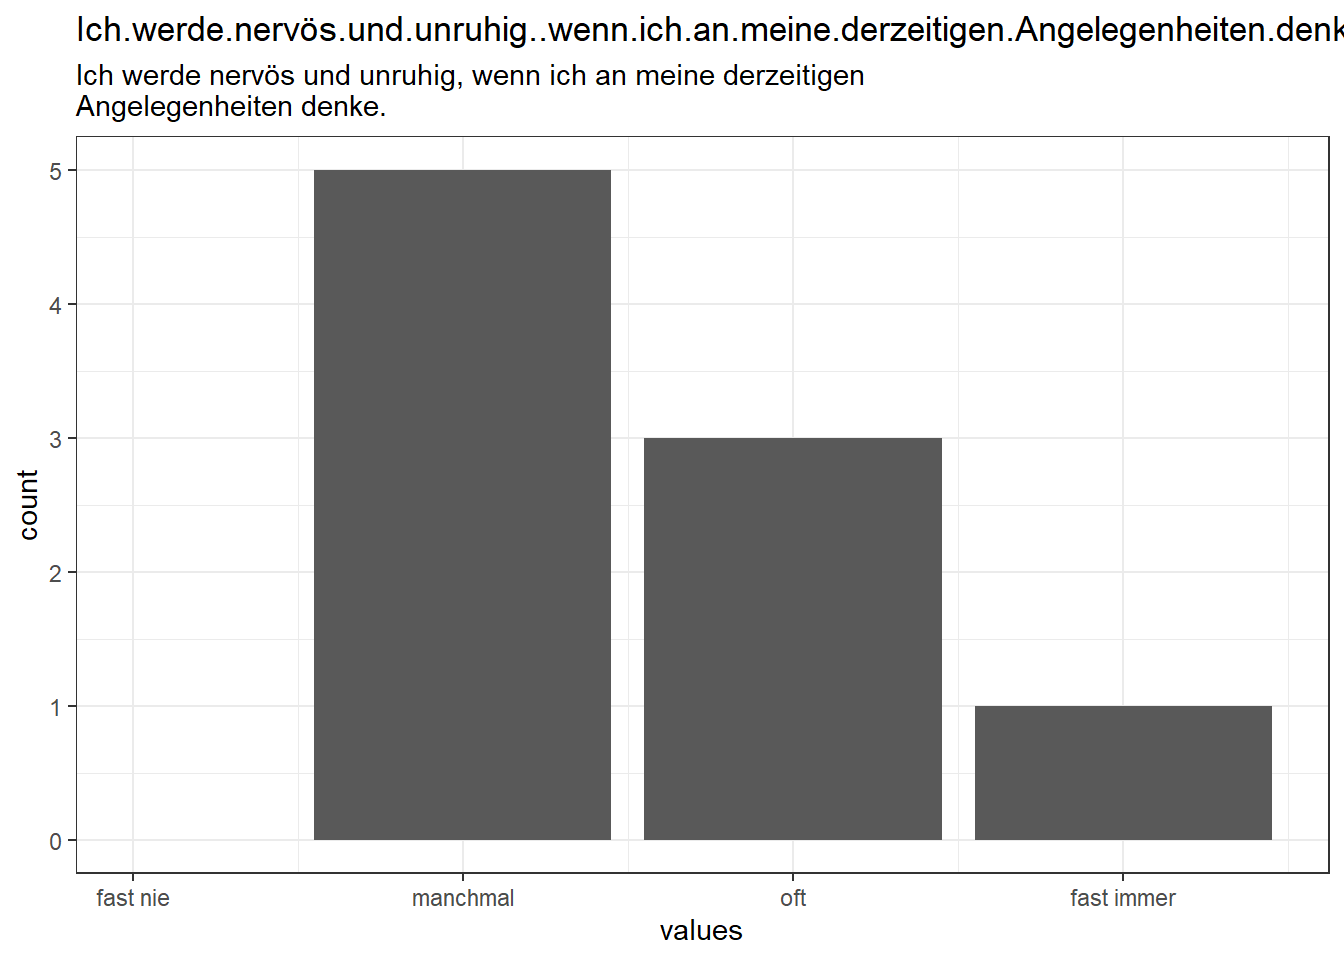 Ich.werde.nervös.und.unruhig..wenn.ich.an.meine.derzeitigen.Angelegenheiten.denk
Ich werde nervös und unruhig, wenn ich an meine derzeitigen
Angelegenheiten denke.
5
4
3
2
1
0
count
fast nie
manchmal
oft
fast immer
values